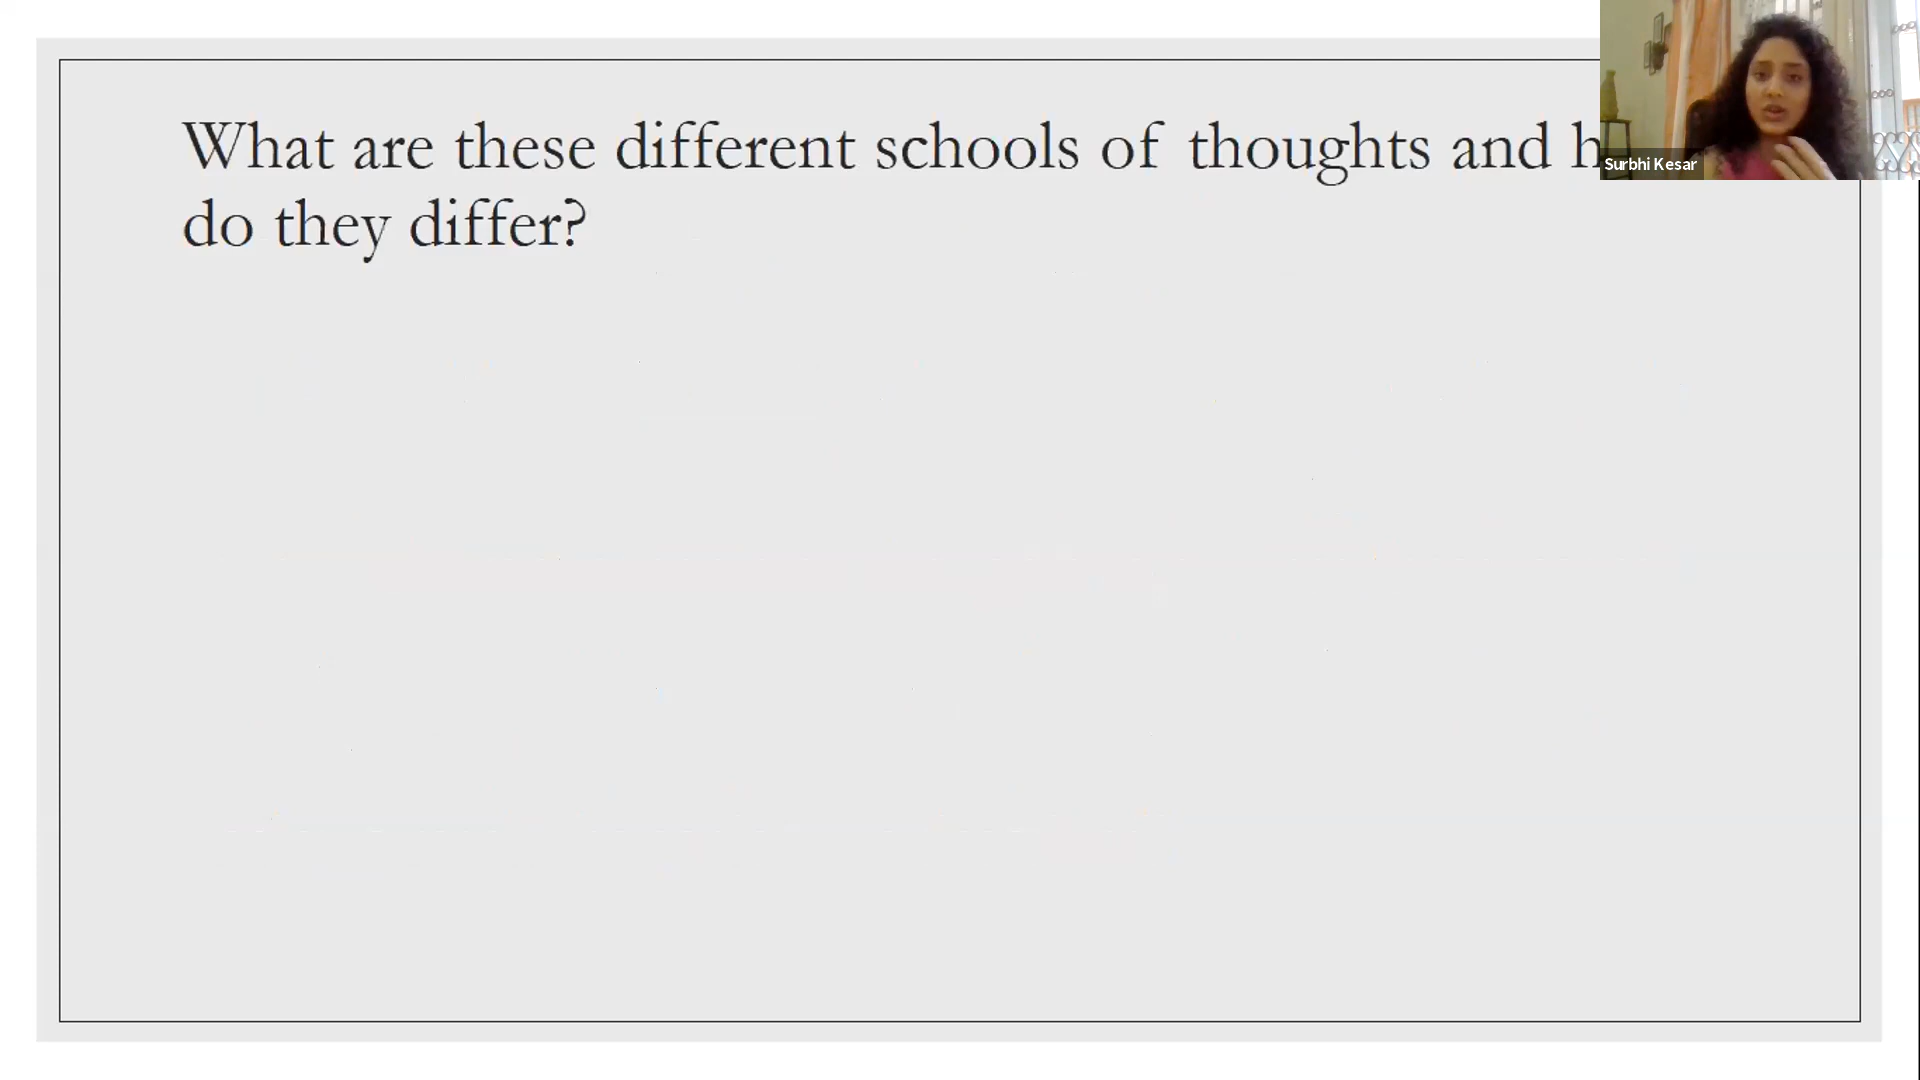 What are these different schools of thoughts and
do they differ?
Surbhi Kesar